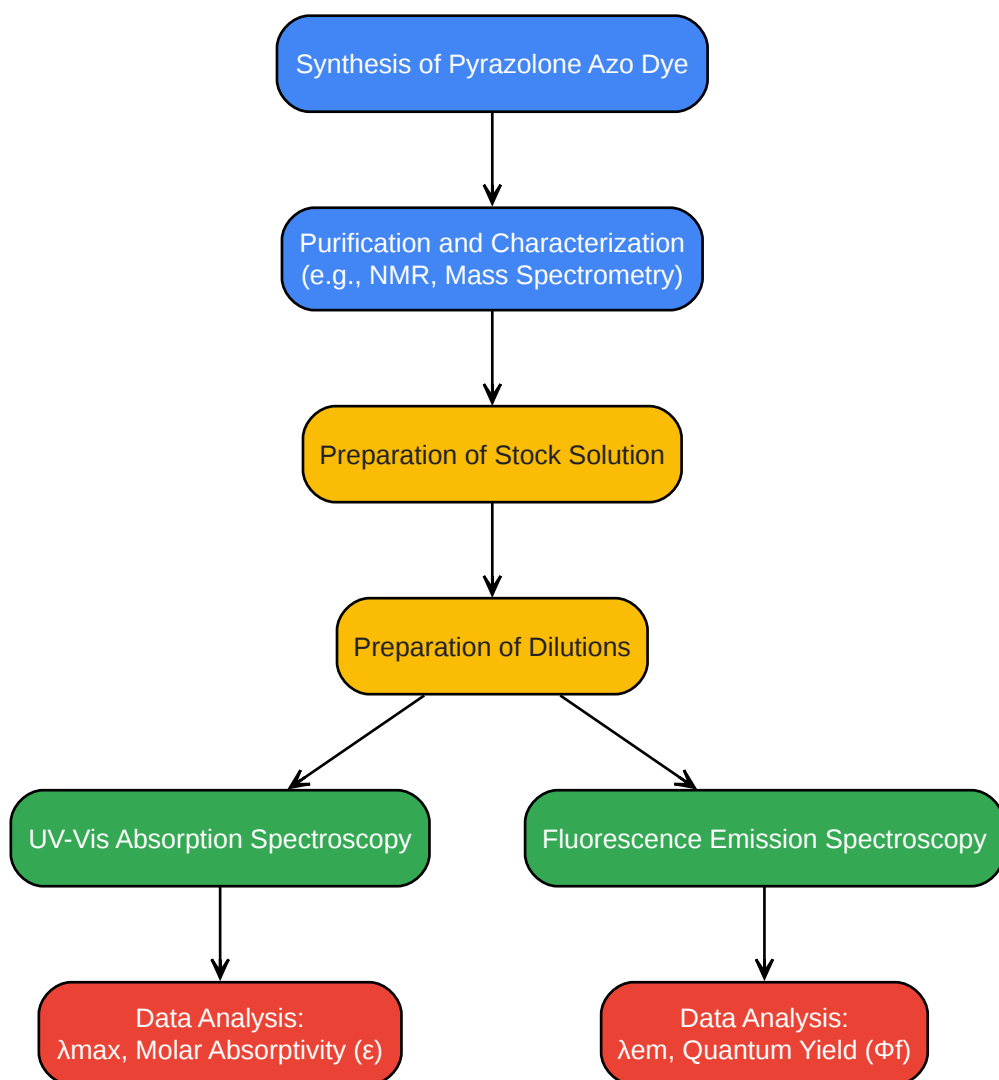 Synthesis of Pyrazolone Azo Dye
Purification and Characterization
(e.g., NMR, Mass Spectrometry)
Preparation of Stock Solution
Preparation of Dilutions
UV-Vis Absorption Spectroscopy
Fluorescence Emission Spectroscopy
Data Analysis:
λmax, Molar Absorptivity (ε)
Data Analysis:
λem, Quantum Yield (Φf)